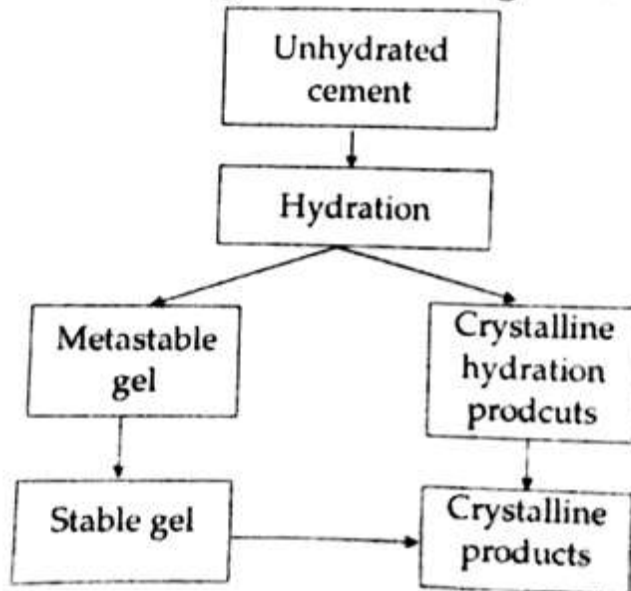 Unhydrated
cement
Hydration
Metastable
gel
Crystalline
hydration
prodcuts
Stable gel
Crystalline
products